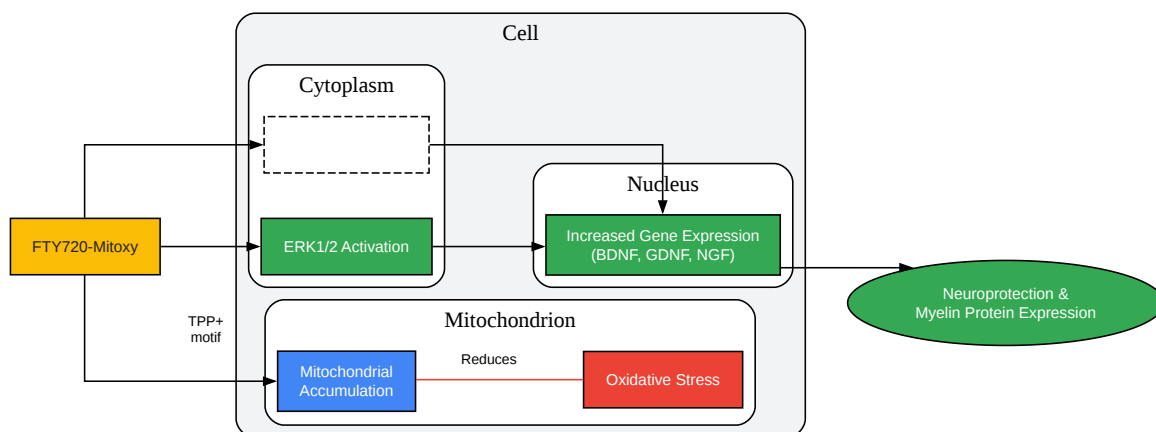 Cell
Cytoplasm
Nucleus
FTY720-Mitoxy
ERK1/2 Activation
Increased Gene Expression
(BDNF, GDNF, NGF)
Neuroprotection &
Myelin Protein Expression
TPP+
motif
Mitochondrion
Mitochondrial
Accumulation
Reduces
Oxidative Stress